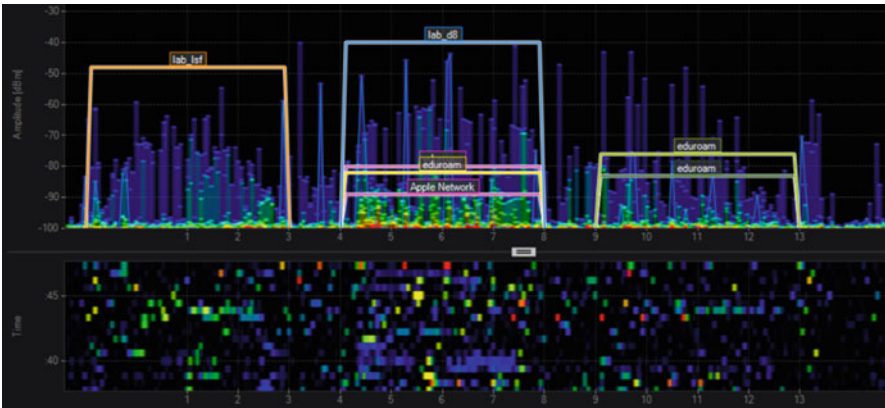 -30
-40
lab_d8
-50
lab_lsf
-60
Amplitude [dBm]
-70
eduroam
-80
eduroam
eduroam
-90
Apple Network
-100
1 2 3 4 5 6 7 8 9 10 11 12 13
:45
Time
:40
1 2 3 4 5 6 7 8 9 10 11 12 13